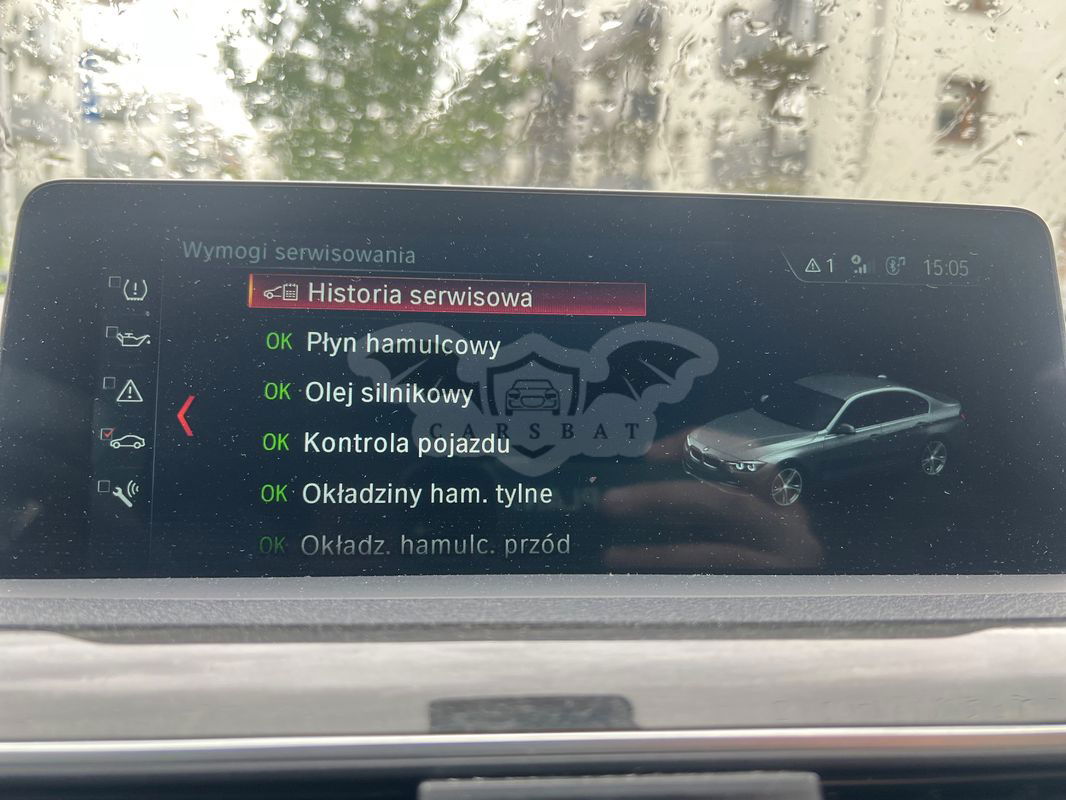 Wymogi serwisowania
1
15:05
Historia serwisowa
OK Płyn hamulcowy
OK Olej silnikowy
CARSBAT
OK Kontrola pojazdu
OK Okładziny ham. tylne
OK Okładz. hamulc. przód